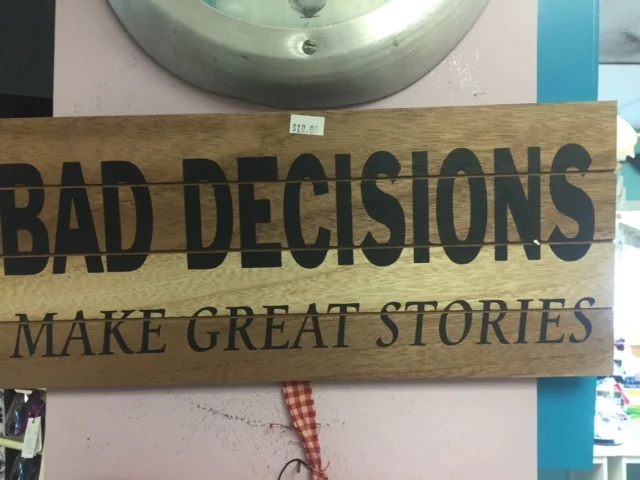 $10.00
BAD DECISIONS
MAKE GREAT STORIES